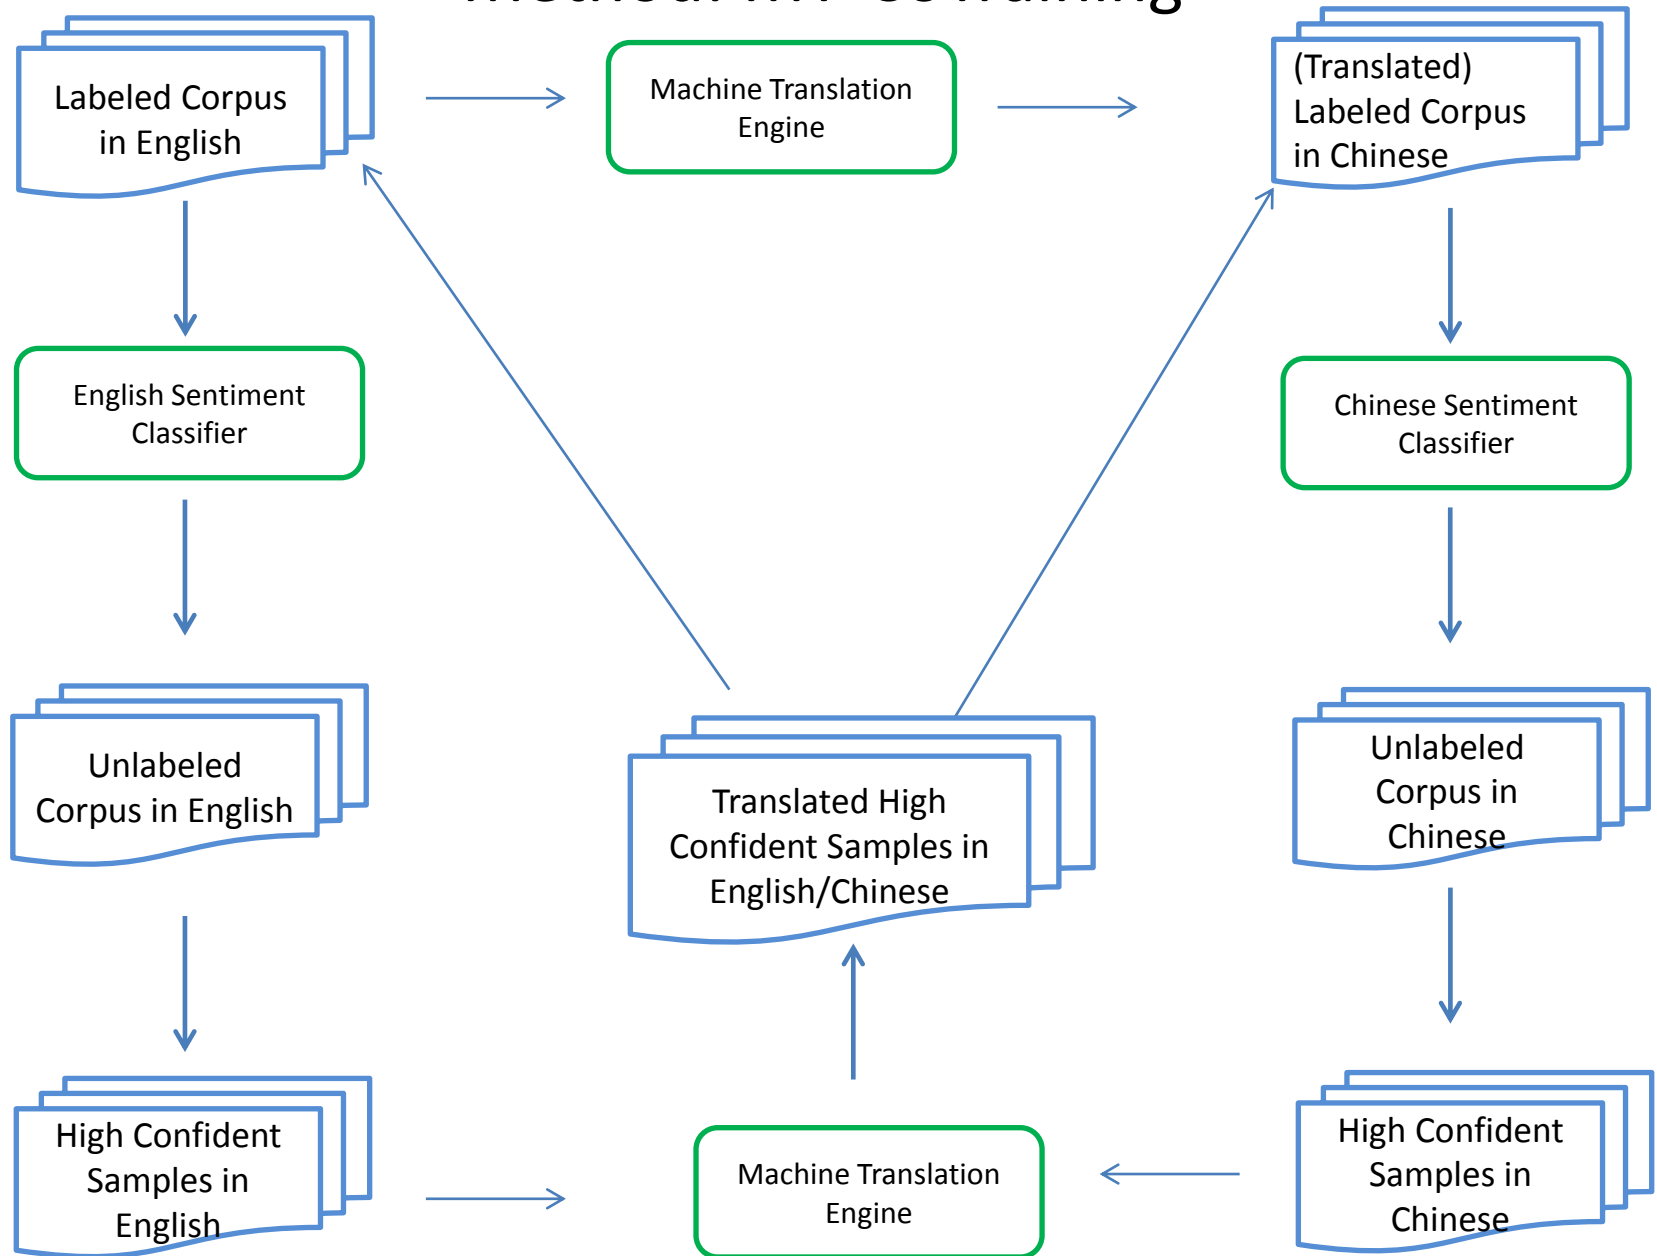 Labeled Corpus
in English
Machine Translation
Engine
(Translated)
Labeled Corpus
in Chinese
English Sentiment
Classifier
Chinese Sentiment
Classifier
Unlabeled
Corpus in English
Translated High
Confident Samples in
English/Chinese
Unlabeled
Corpus in
Chinese
High Confident
Samples in
English
Machine Translation
Engine
High Confident
Samples in
Chinese